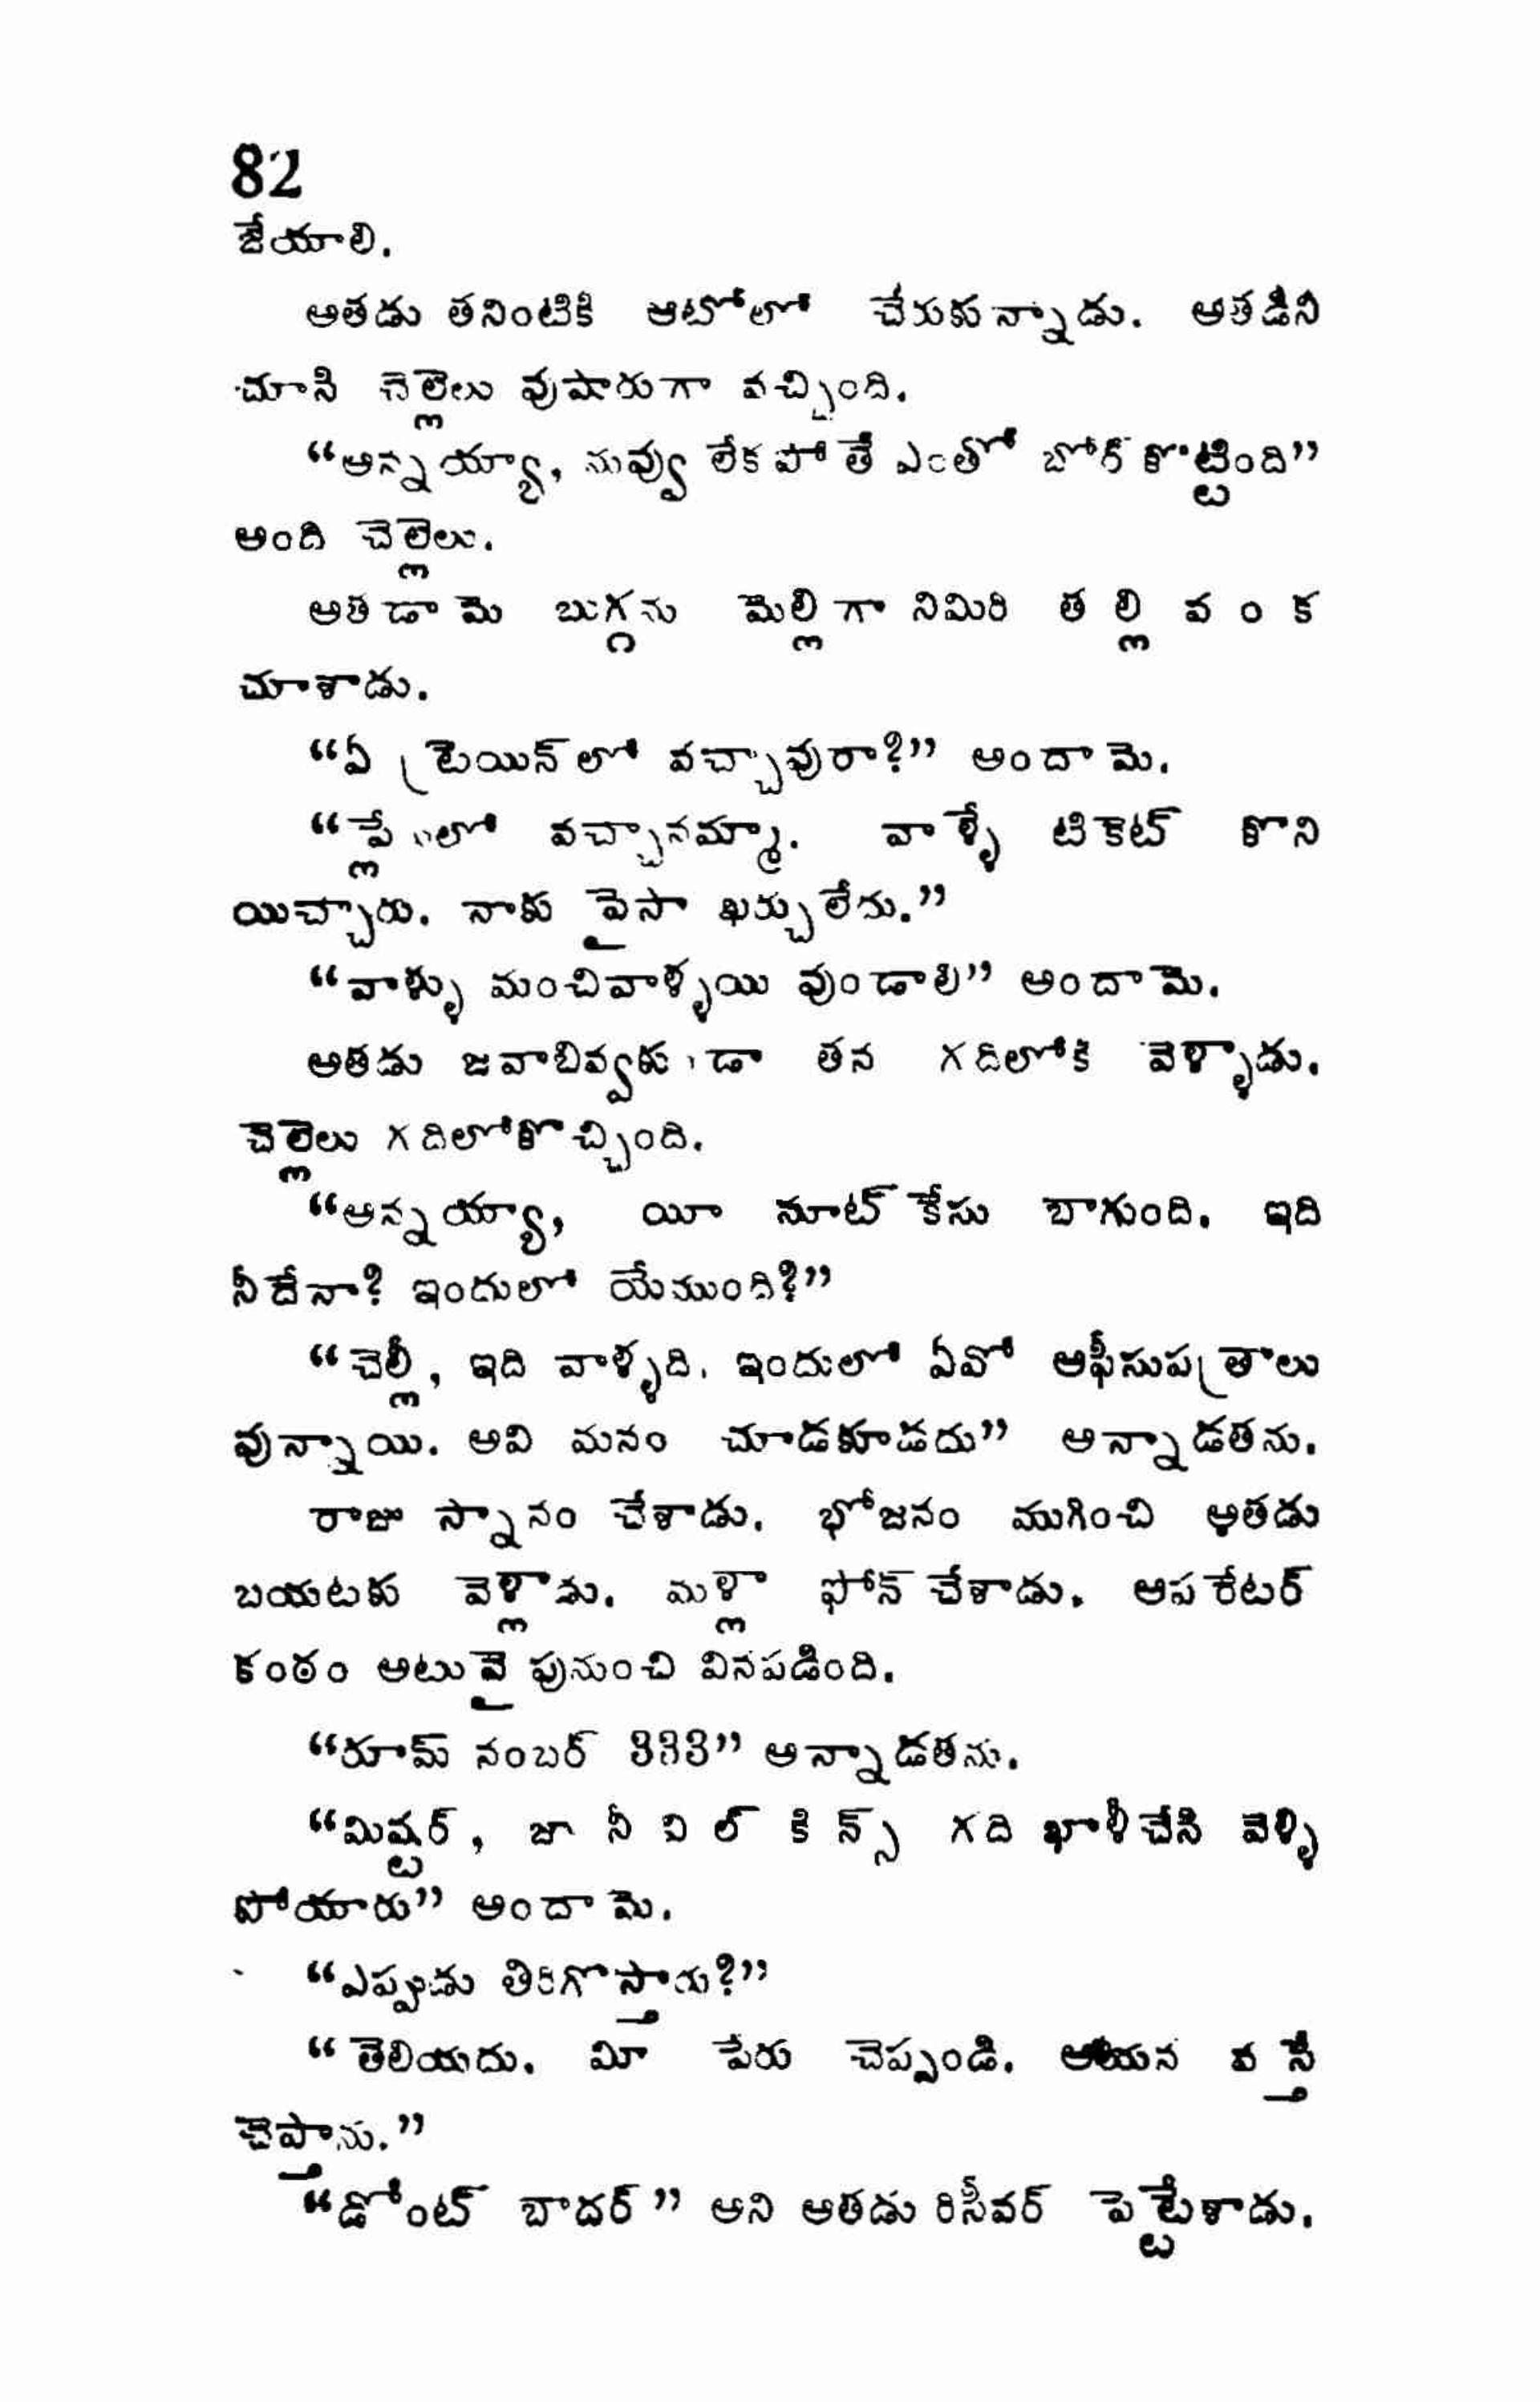 82
జేయాలి.
అతడు తనింటికి ఆటోలో చేరుకున్నాడు. అతడిని
చూసి చెల్లెలు వుషారుగా వచ్చింది.
“అన్నయ్యా, నువ్వు లేకపోతే ఎంతో బోర్ కొట్టింది”
అంది చెల్లెలు.
అతడామె బుగ్గను మెల్లిగా నిమిరి తల్లి వంక
చూశాడు.
“ఏ ట్రెయిన్‌లో వచ్చావురా?” అందామె.
“ప్లేన్‌లో వచ్చానమ్మా. వాళ్ళే టికెట్ కొని
యిచ్చారు. నాకు పైసా ఖర్చులేదు.”
“వాళ్ళు మంచివాళ్ళయి వుండాలి” అందామె.
అతడు జవాబివ్వకుండా తన గదిలోకి వెళ్ళాడు.
చెల్లెలు గదిలోకొచ్చింది.
“అన్నయ్యా, యీ సూట్‌కేసు బాగుంది. ఇది
నీదేనా? ఇందులో యేముంది?”
“చెల్లీ, ఇది వాళ్ళది. ఇందులో ఏవో ఆఫీసుపత్రాలు
వున్నాయి. అవి మనం చూడకూడదు” అన్నాడతను.
రాజు స్నానం చేశాడు. భోజనం ముగించి అతడు
బయటకు వెళ్లాడు. మళ్లా ఫోన్ చేశాడు. ఆపరేటర్
కంఠం అటువైపునుంచి వినపడింది.
“రూమ్ నంబర్ 333” అన్నాడతను.
“మిష్టర్, జానీ విల్‌కిన్స్ గది ఖాళీచేసి వెళ్ళి
పోయారు” అందామె.
“ఎప్పుడు తిరిగొస్తారు?”
“తెలియదు. మీ పేరు చెప్పండి. ఆయన వస్తే
చెప్తాను.”
“డోంట్ బాదర్” అని అతడు రిసీవర్ పెట్టేశాడు.